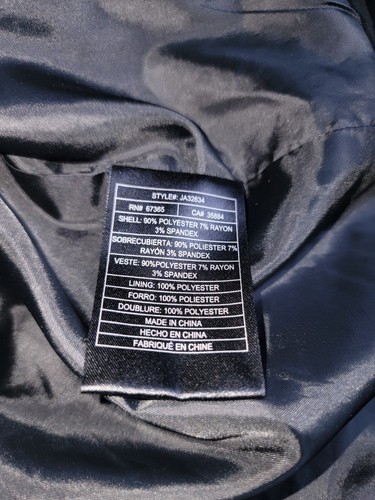 STYLE#: JA32634
RN# 67365 CA# 35884
SHELL: 90% POLYESTER 7% RAYON
3% SPANDEX
SOBRECUBIERTA: 90% POLIESTER 7%
RAYÓN 3% SPANDEX
VESTE: 90%POLYESTER 7% RAYON
3% SPANDEX
LINING: 100% POLYESTER
FORRO: 100% POLIESTER
DOUBLURE: 100% POLYESTER
MADE IN CHINA
HECHO EN CHINA
FABRIQUÉ EN CHINE